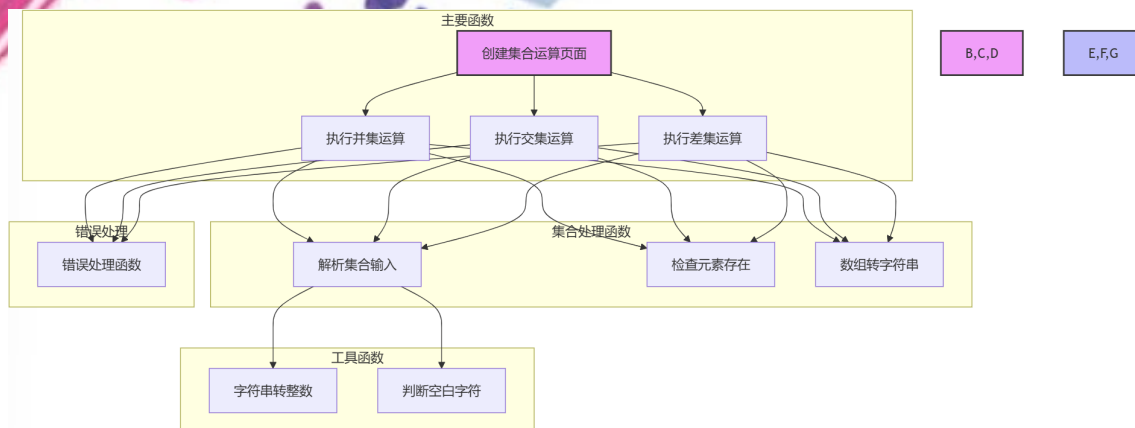 主要函数
创建集合运算页面
B,C,D
E,F,G
执行并集运算
执行交集运算
执行差集运算
错误处理
集合处理函数
错误处理函数
解析集合输入
检查元素存在
数组转字符串
工具函数
字符串转整数
判断空白字符